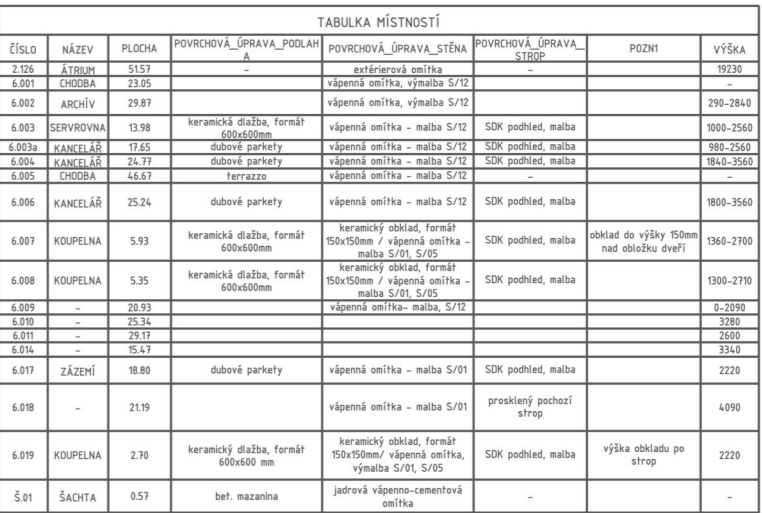 TABULKA MÍSTNOSTÍ
ČÍSLO NÁZEV PLOCHA POVRCHOVÁ_ÚPRAVA_PODLAH POVRCHOVÁ_ÚPRAVA_STĚNA POVRCHOVÁ_ÚPRAVA_ POZN1 VÝŠKA
A STROP
2.126 ÁTRIUM 51.57 - extérierová omítka - 19230
6.001 CHODBA 23.05 vápenná omítka, výmalba S/12 -
6.002 ARCHÍV 29.87 vápenná omítka, výmalba S/12 290-2840
6.003 SERVROVNA 13.98 keramická dlažba, formát vápenná omítka - malba S/12 SDK podhled, malba 1000-2560
600x600mm
6.003a KANCELÁŘ 17.65 dubové parkety vápenná omítka - malba S/12 SDK podhled, malba 980-2560
6.004 KANCELÁŘ 24.77 dubové parkety vápenná omítka - malba S/12 SDK podhled, malba 1840-3560
6.005 CHODBA 46.67 terrazzo vápenná omítka - malba S/12 - -
6.006 KANCELÁŘ 25.24 dubové parkety vápenná omítka - malba S/12 SDK podhled, malba 1800-3560
keramický obklad, formát
6.007 KOUPELNA 5.93 keramická dlažba, formát 150x150mm / vápenná omítka - SDK podhled, malba obklad do výšky 150mm 1360-2700
600x600mm malba S/01, S/05 nad obložku dveří
keramický obklad, formát
6.008 KOUPELNA 5.35 keramická dlažba, formát 150x150mm / vápenná omítka - SDK podhled, malba 1300-2710
600x600mm malba S/01, S/05
6.009 - 20.93 vápenná omítka- malba, S/12 0-2090
6.010 - 25.34 3280
6.011 - 29.17 2600
6.014 - 15.47 3340
6.017 ZÁZEMÍ 18.80 dubové parkety vápenná omítka - malba S/01 SDK podhled, malba 2220
6.018 - 21.19 vápenná omítka - malba S/01 prosklený pochozí 4090
strop
keramický obklad, formát
6.019 KOUPELNA 2.70 keramický dlažba, formát 150x150mm/ vápenná omítka, SDK podhled, malba výška obkladu po 2220
600x600 mm výmalba S/01, S/05 strop
Š.01 ŠACHTA 0.57 bet. mazanina jadrová vápenno-cementová - -
omítka